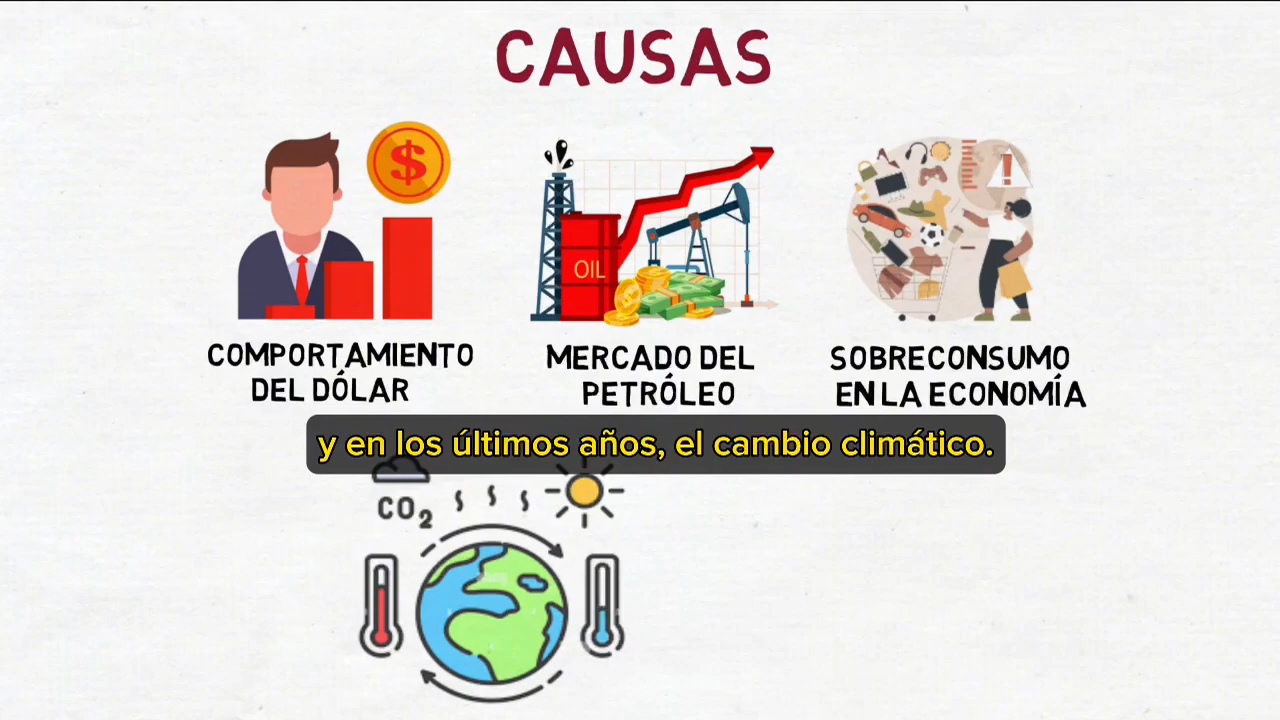 CAUSAS
$
OIL
$
COMPORTAMIENTO
DEL DÓLAR
MERCADO DEL
PETRÓLEO
SOBRECONSUMO
EN LA ECONOMÍA
y en los últimos años, el cambio climático.
CO2